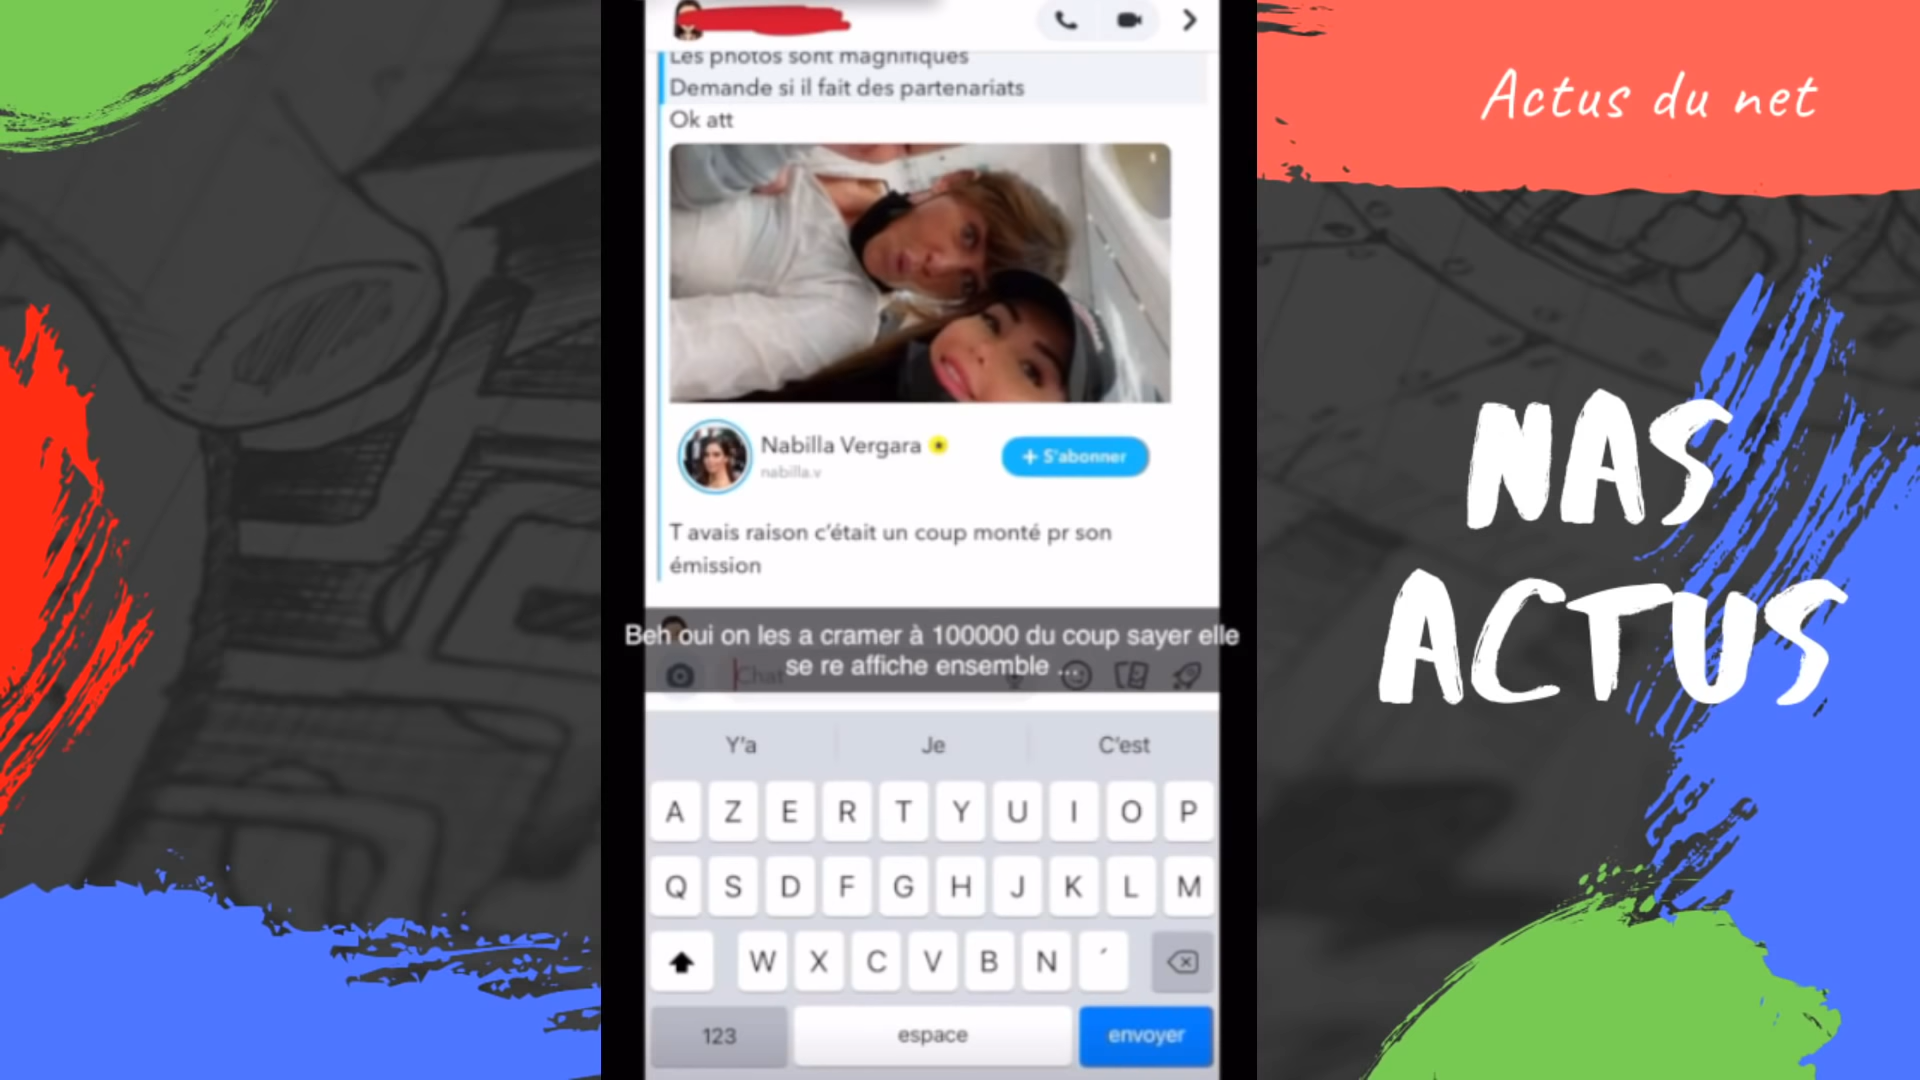 Les photos sont magnifiques
Demande si il fait des partenariats
Ok att
Nabilla Vergara
nabilla.v
+ S'abonner
T avais raison c'était un coup monté pr son
émission
Beh oui on les a cramer à 100000 du coup sayer elle
se re affiche ensemble ...
Chat
Y'a Je C'est
A Z E R T Y U I O P
Q S D F G H J K L M
W X C V B N ´
123 espace envoyer
Actus du net
NAS
ACTUS